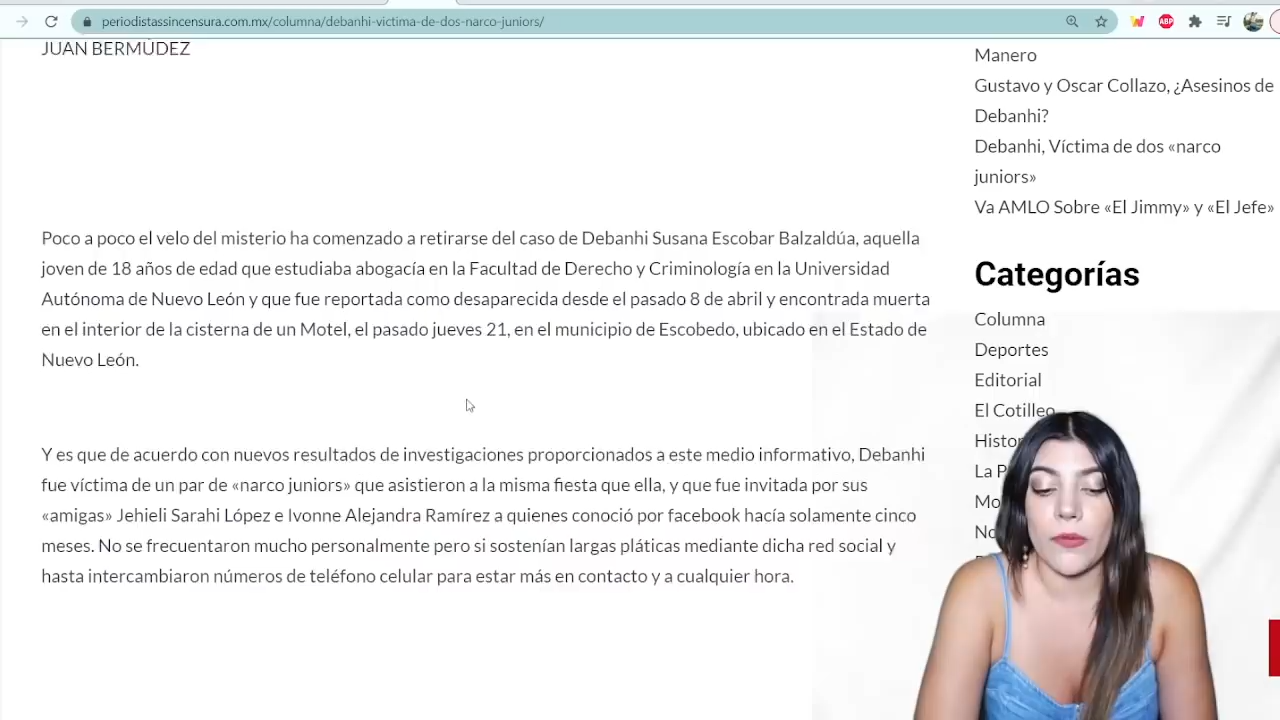 periodistassincensura.com.mx/columna/debanhi-victima-de-dos-narco-juniors/
ABP
JUAN BERMÚDEZ
Poco a poco el velo del misterio ha comenzado a retirarse del caso de Debanhi Susana Escobar Balzaldúa, aquella
joven de 18 años de edad que estudiaba abogacía en la Facultad de Derecho y Criminología en la Universidad
Autónoma de Nuevo León y que fue reportada como desaparecida desde el pasado 8 de abril y encontrada muerta
en el interior de la cisterna de un Motel, el pasado jueves 21, en el municipio de Escobedo, ubicado en el Estado de
Nuevo León.
Y es que de acuerdo con nuevos resultados de investigaciones proporcionados a este medio informativo, Debanhi
fue víctima de un par de «narco juniors» que asistieron a la misma fiesta que ella, y que fue invitada por sus
«amigas» Jehieli Sarahi López e Ivonne Alejandra Ramírez a quienes conoció por facebook hacía solamente cinco
meses. No se frecuentaron mucho personalmente pero si sostenían largas pláticas mediante dicha red social y
hasta intercambiaron números de teléfono celular para estar más en contacto y a cualquier hora.
Manero
Gustavo y Oscar Collazo, ¿Asesinos de
Debanhi?
Debanhi, Víctima de dos «narco
juniors»
Va AMLO Sobre «El Jimmy» y «El Jefe»
Categorías
Columna
Deportes
Editorial
El Cotilleo
Histor
La P
Mo
No